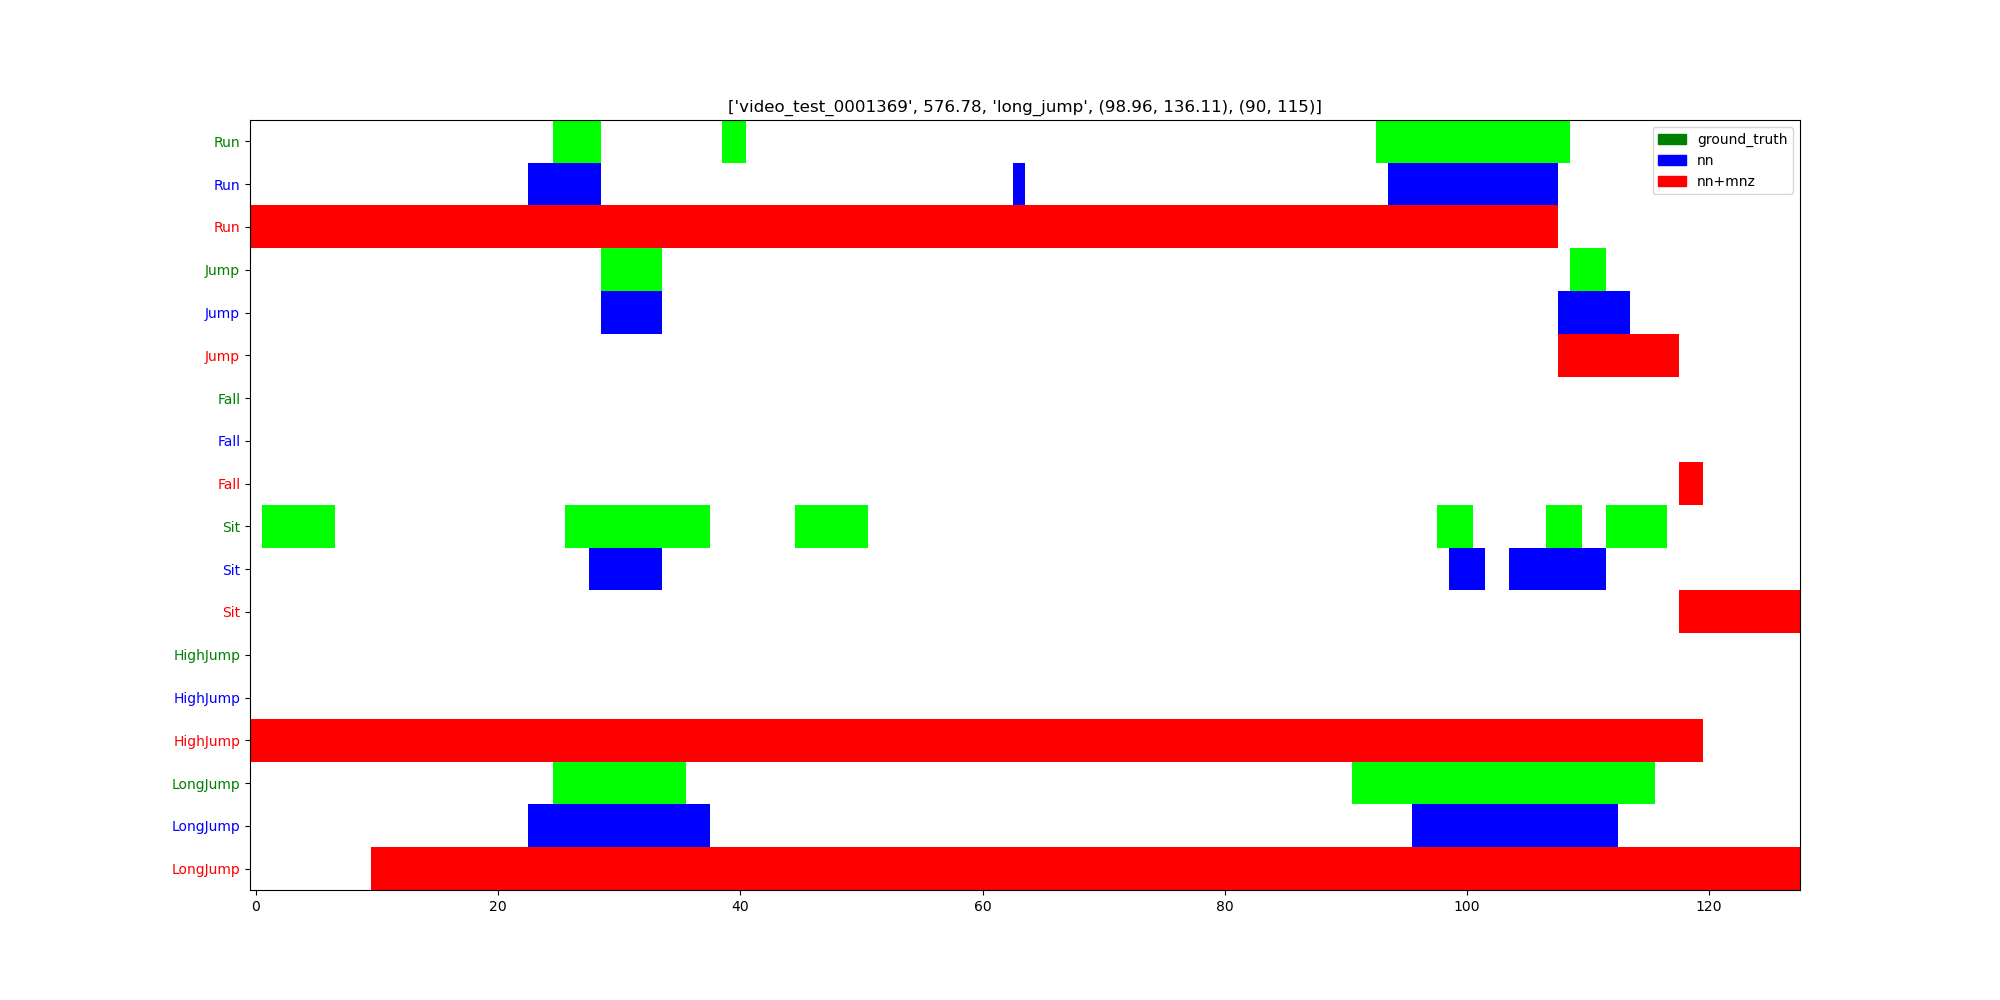 ['video_test_0001369', 576.78, 'long_jump', (98.96, 136.11), (90, 115)]
ground_truth
nn
nn+mnz
Run
Run
Run
Jump
Jump
Jump
Fall
Fall
Fall
Sit
Sit
Sit
HighJump
HighJump
HighJump
LongJump
LongJump
LongJump
0 20 40 60 80 100 120